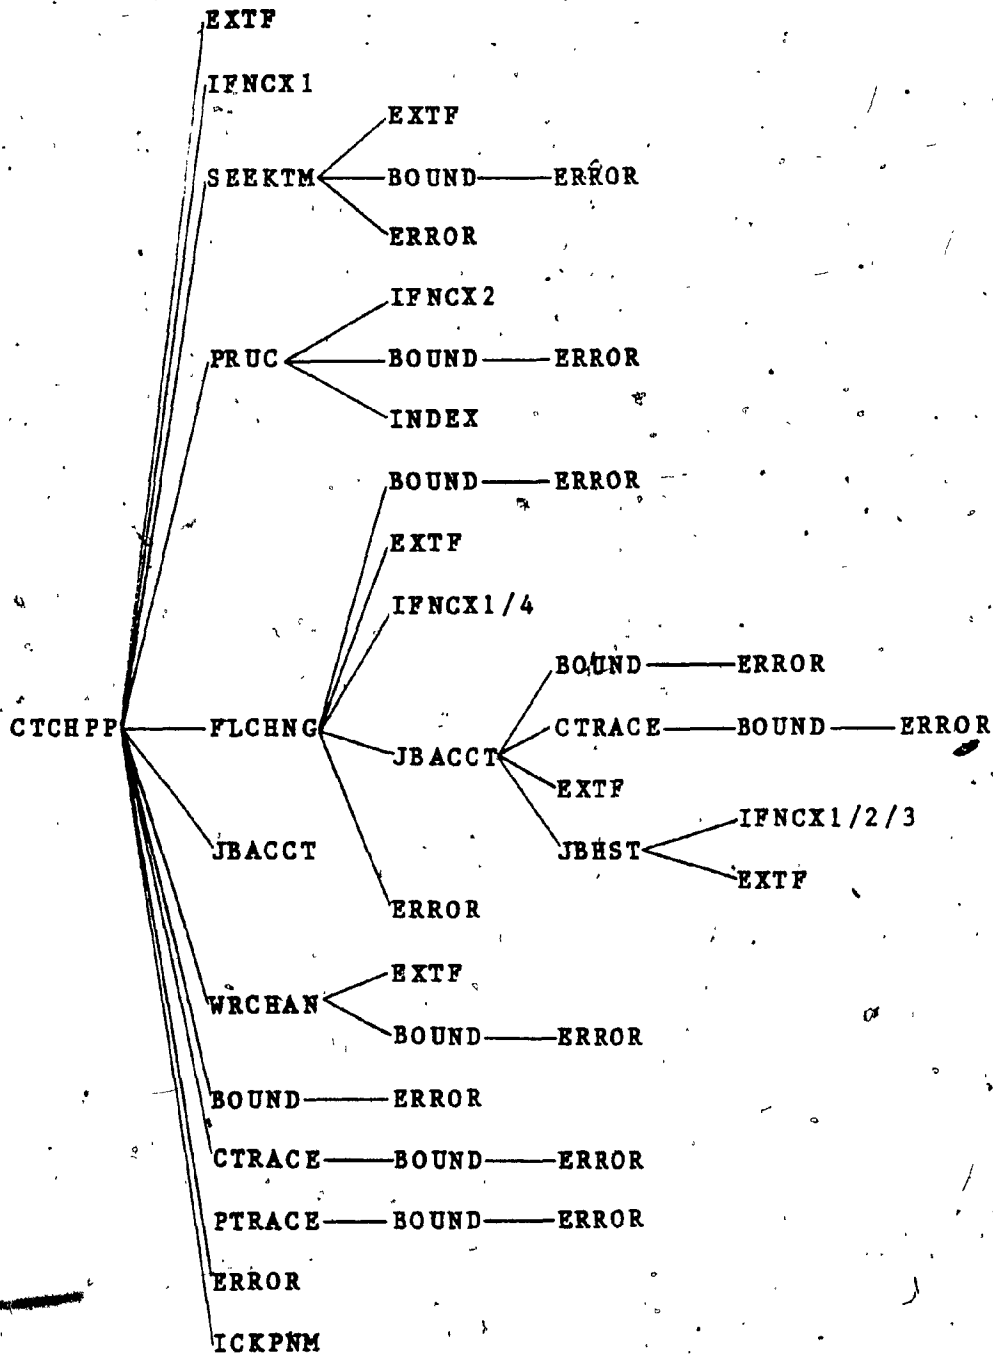 EXTF
IFNCX1
EXTF
SEEKTM BOUND ERROR
ERROR
IFNCX2
PRUC BOUND ERROR
INDEX
BOUND ERROR
EXTF
IFNCX1/4
BOUND ERROR
CTCHPP FLCHNG CTRACE BOUND ERROR
JBACCT
EXTF
IFNCX1/2/3
JBACCT JBHST
EXTF
ERROR
EXTF
WRCHAN
BOUND ERROR
BOUND ERROR
CTRACE BOUND ERROR
PTRACE BOUND ERROR
ERROR
ICKPNM